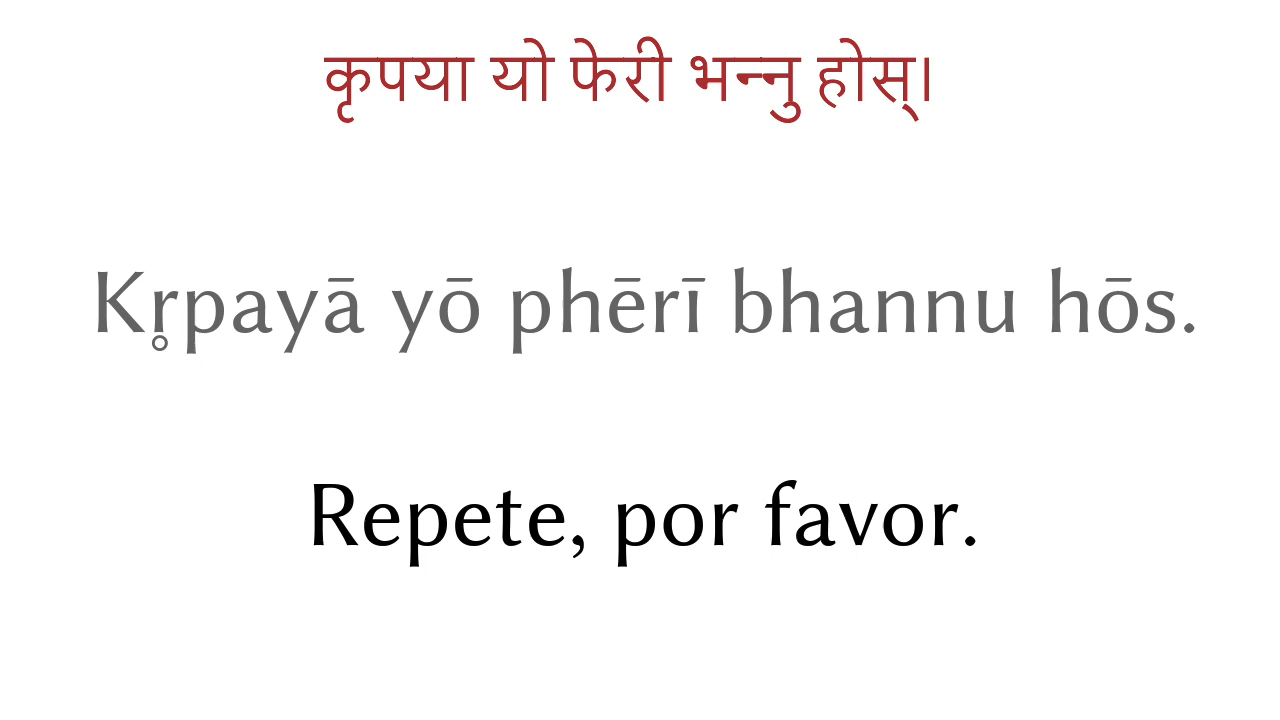 कृपया यो फेरी भन्नु होस्।
Kr̥payā yō phērī bhannu hōs.
Repete, por favor.